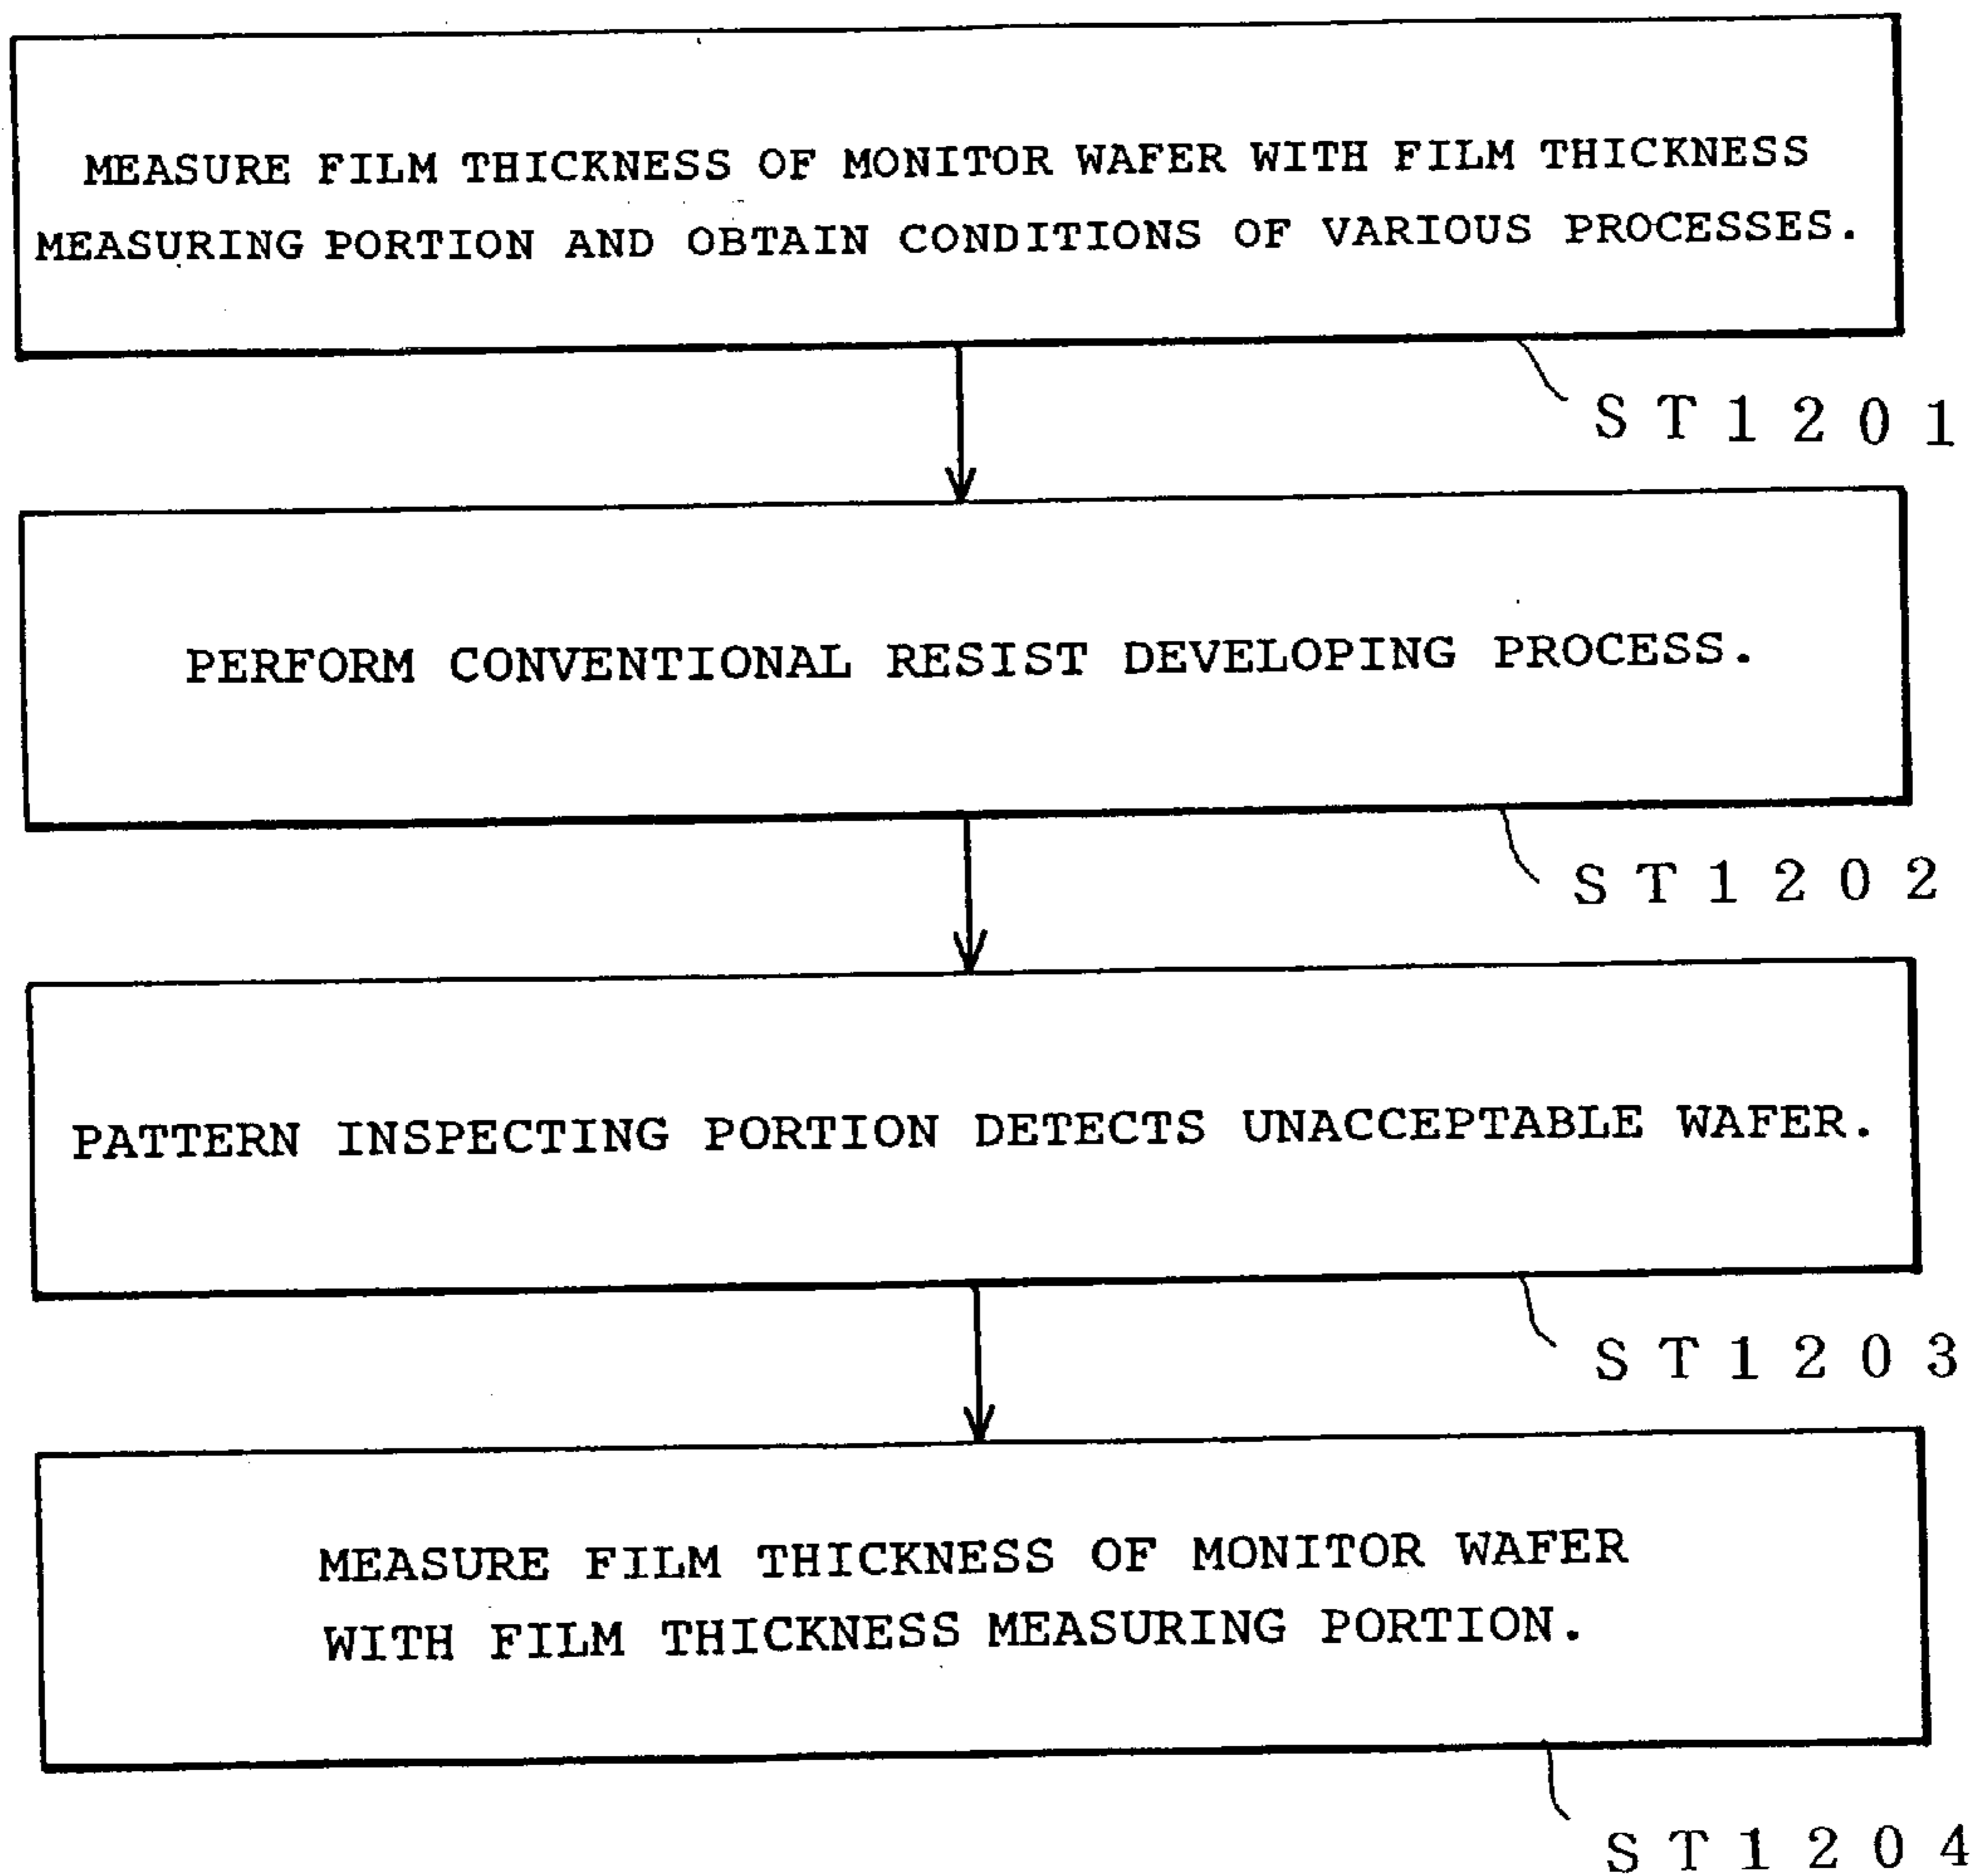 MEASURE FILM THICKNESS OF MONITOR WAFER WITH FILM THICKNESS
MEASURING PORTION AND OBTAIN CONDITIONS OF VARIOUS PROCESSES.
ST1201
PERFORM CONVENTIONAL RESIST DEVELOPING PROCESS.
ST1202
PATTERN INSPECTING PORTION DETECTS UNACCEPTABLE WAFER.
ST1203
MEASURE FILM THICKNESS OF MONITOR WAFER
WITH FILM THICKNESS MEASURING PORTION.
ST1204